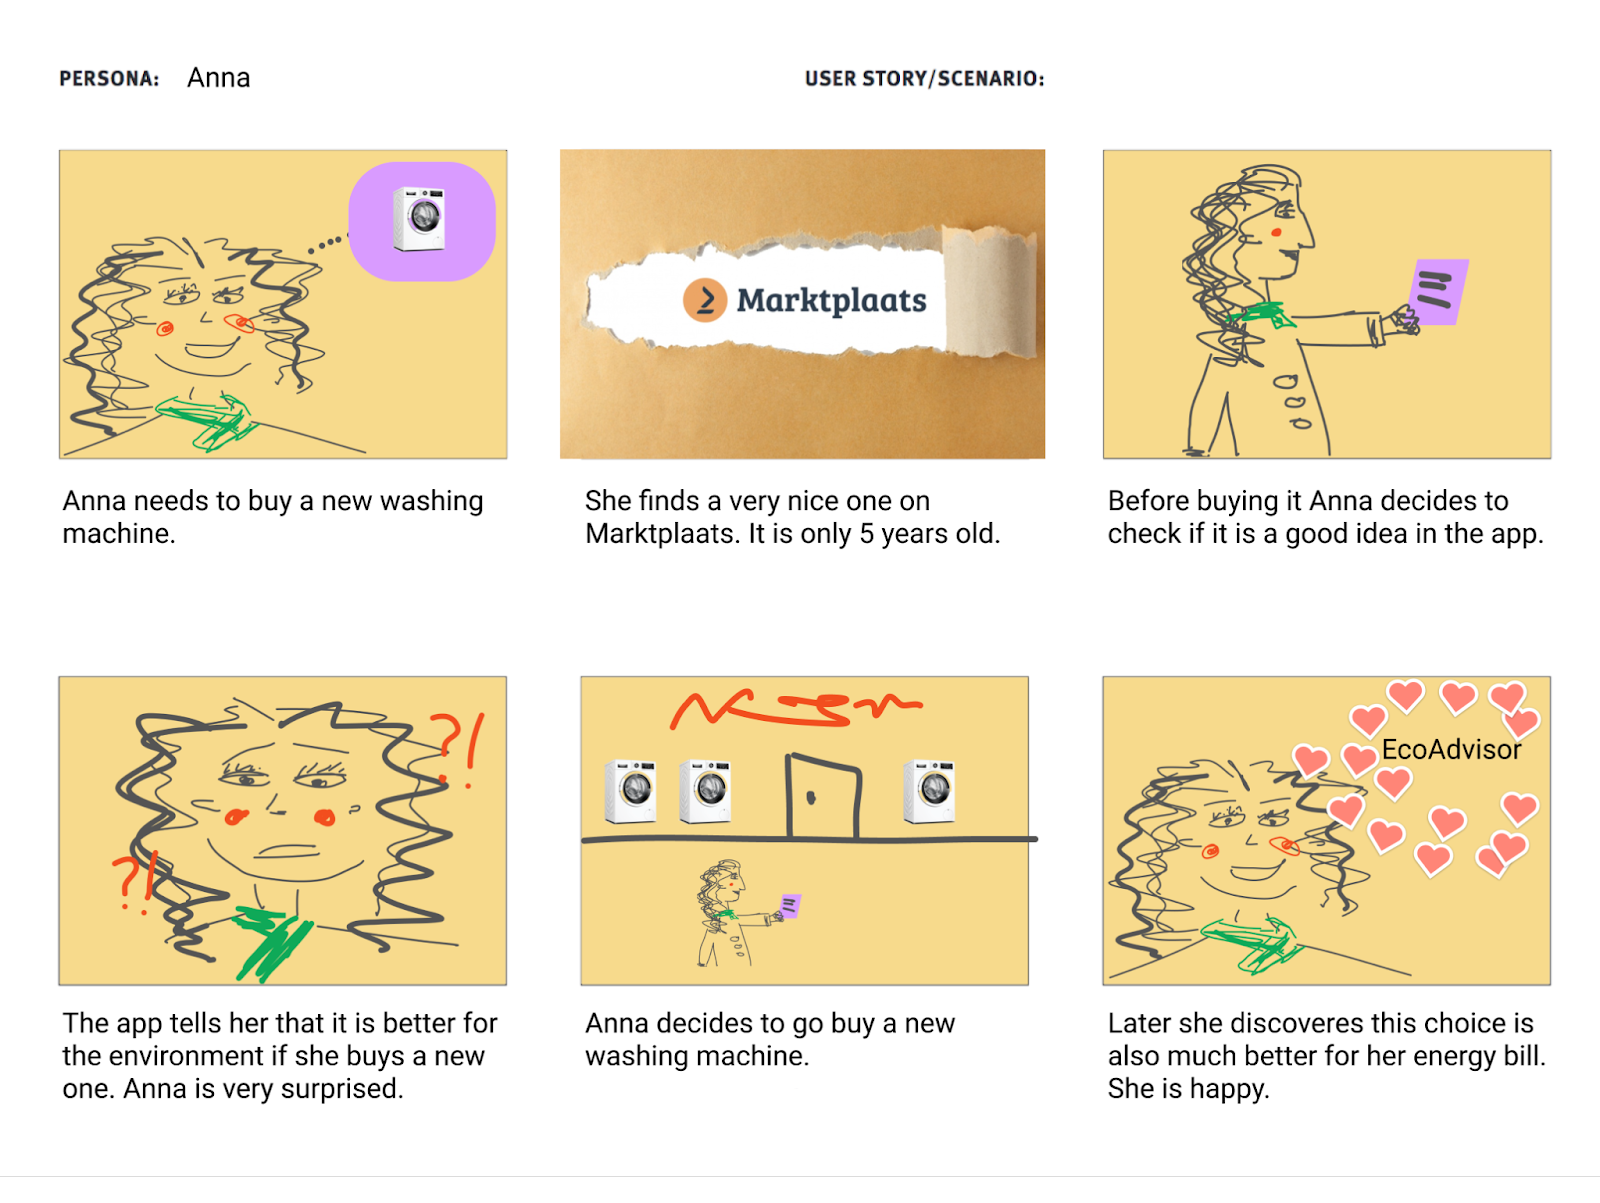 PERSONA: Anna
USER STORY/SCENARIO:
Marktplaats
Anna needs to buy a new washing
machine.
She finds a very nice one on
Marktplaats. It is only 5 years old.
Before buying it Anna decides to
check if it is a good idea in the app.
?!
?!
EcoAdvisor
The app tells her that it is better for
the environment if she buys a new
one. Anna is very surprised.
Anna decides to go buy a new
washing machine.
Later she discoveres this choice is
also much better for her energy bill.
She is happy.